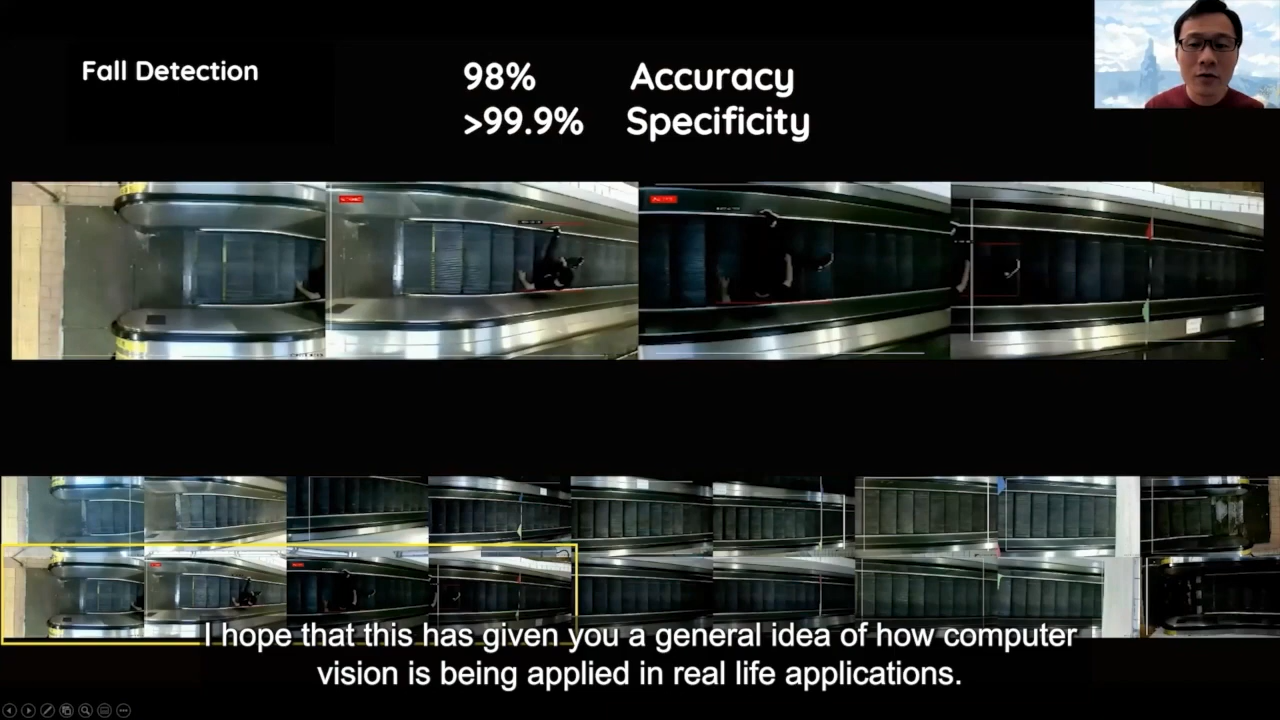 Fall Detection
98% Accuracy
>99.9% Specificity
I hope that this has given you a general idea of how computer
vision is being applied in real life applications.